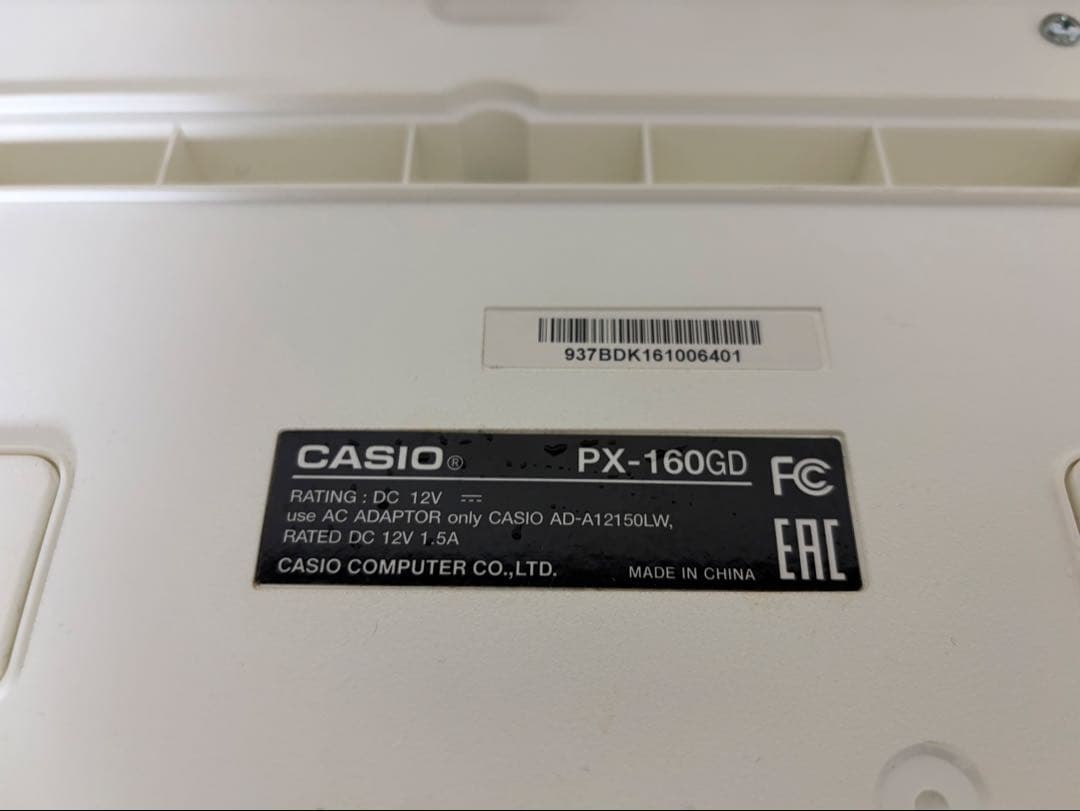 937BDK161006401
CASIO® PX-160GD
FC
RATING : DC 12V ⎓
use AC ADAPTOR only CASIO AD-A12150LW,
RATED DC 12V 1.5A
EAC
CASIO COMPUTER CO.,LTD. MADE IN CHINA